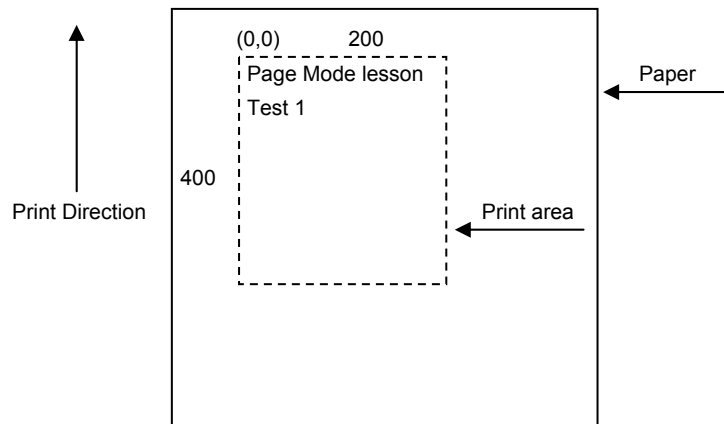 (0,0) 200
Page Mode lesson
Paper
Test 1
400
Print Direction
Print area